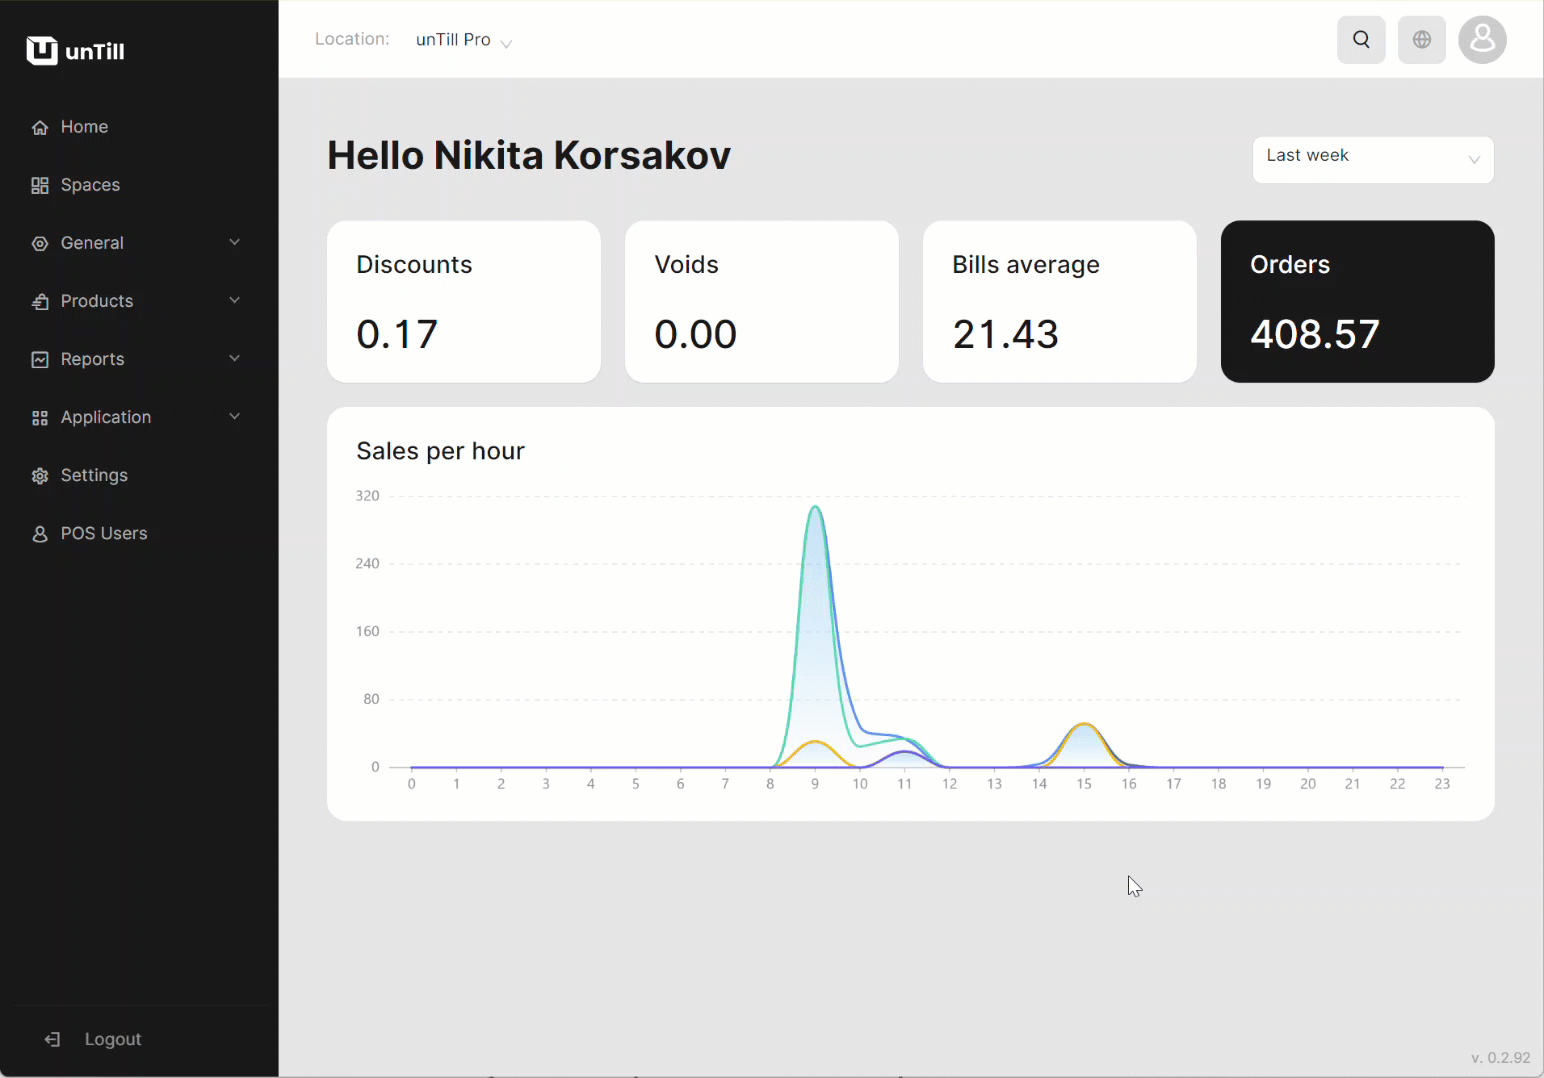 unTill
Location: unTill Pro
Home
Spaces
General
Products
Reports
Application
Settings
POS Users
Logout
Hello Nikita Korsakov
Last week
Discounts
0.17
Voids
0.00
Bills average
21.43
Orders
408.57
Sales per hour
320
240
160
80
0
0 1 2 3 4 5 6 7 8 9 10 11 12 13 14 15 16 17 18 19 20 21 22 23
v. 0.2.92